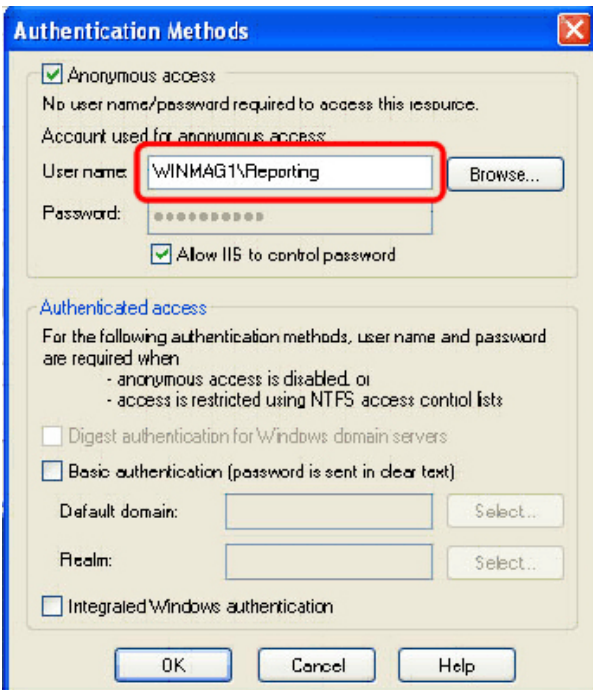 Authentication Methods
Anonymous access
No user name/password required to access this resource.
Account used for anonymous access:
User name: WINMAG1\Reporting Browse...
Password:
Allow IIS to control password
Authenticated access
For the following authentication methods, user name and password
are required when
- anonymous access is disabled, or
- access is restricted using NTFS access control lists
Digest authentication for Windows domain servers
Basic authentication (password is sent in clear text)
Default domain: Select...
Realm: Select...
Integrated Windows authentication
OK Cancel Help